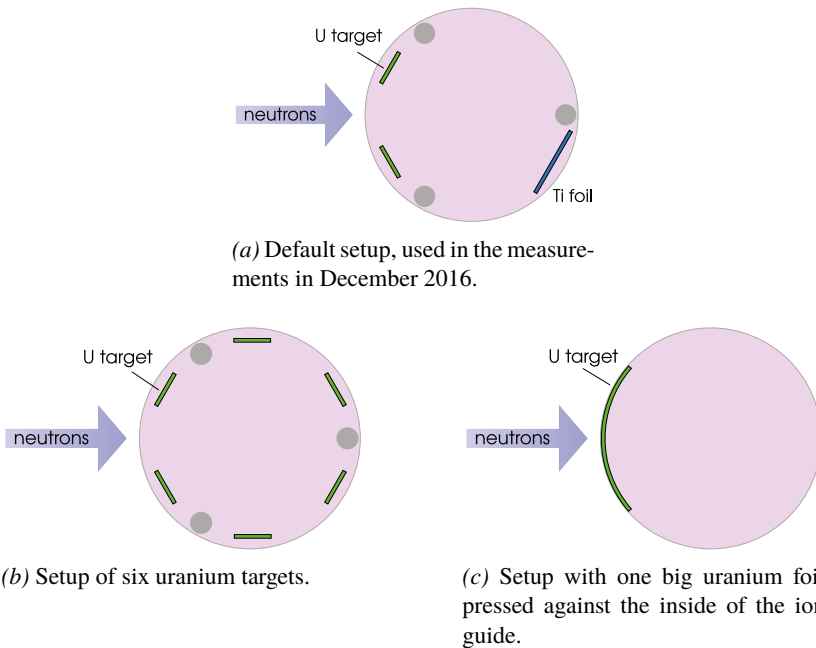 U target
neutrons
Ti foil
(a) Default setup, used in the measure-
ments in December 2016.
U target
neutrons
(b) Setup of six uranium targets.
U target
neutrons
(c) Setup with one big uranium foi
pressed against the inside of the ion
guide.